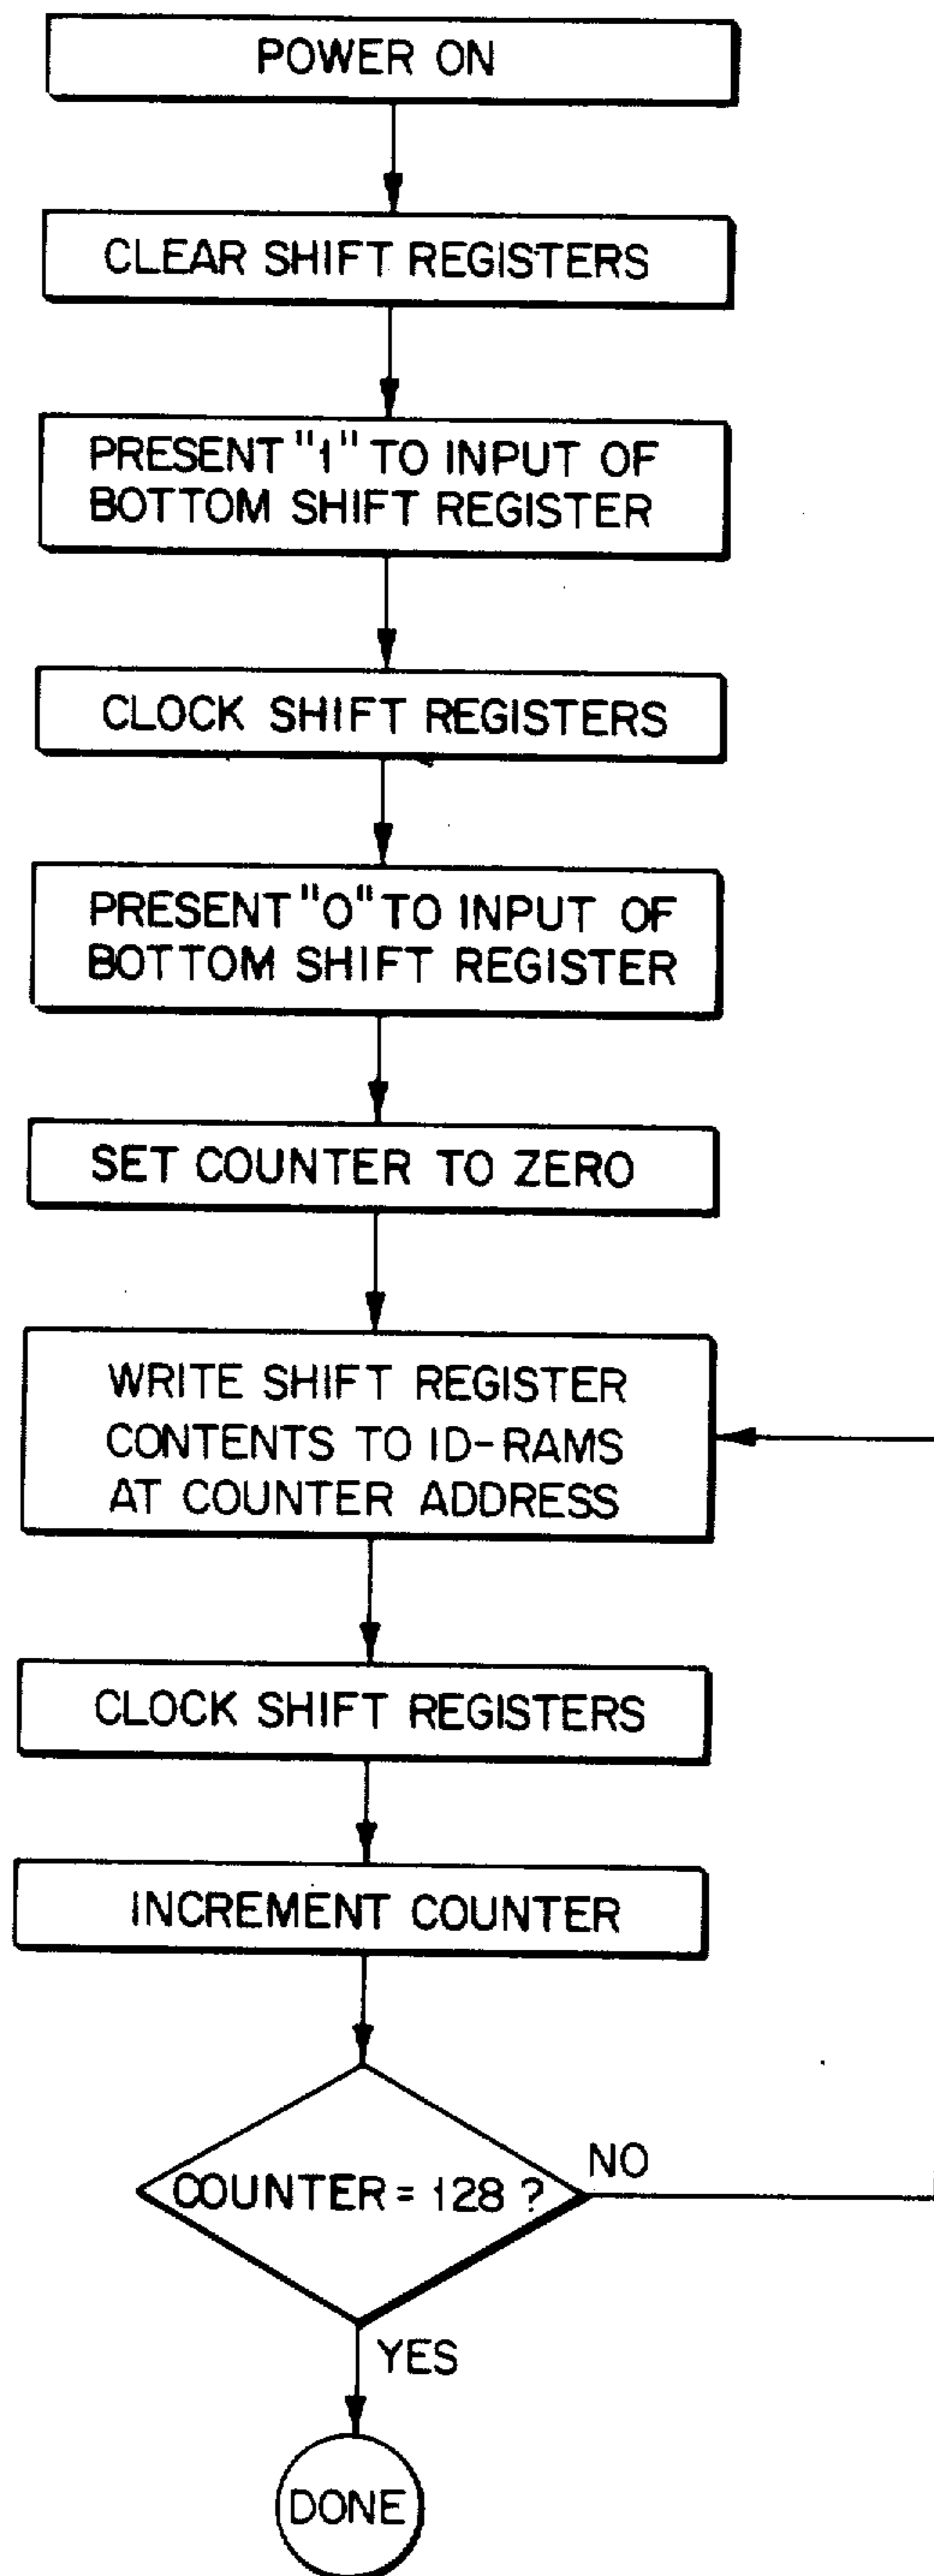 POWER ON
CLEAR SHIFT REGISTERS
PRESENT "1" TO INPUT OF
BOTTOM SHIFT REGISTER
CLOCK SHIFT REGISTERS
PRESENT "0" TO INPUT OF
BOTTOM SHIFT REGISTER
SET COUNTER TO ZERO
WRITE SHIFT REGISTER
CONTENTS TO ID-RAMS
AT COUNTER ADDRESS
CLOCK SHIFT REGISTERS
INCREMENT COUNTER
COUNTER = 128 ?
NO
YES
DONE